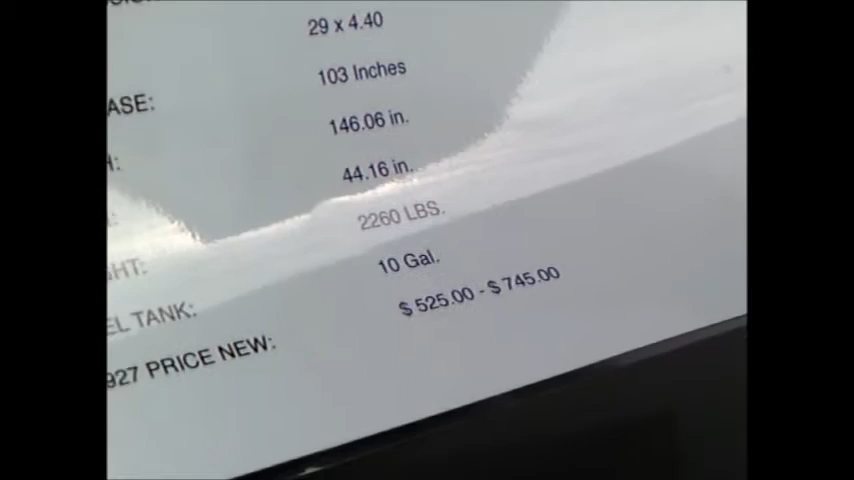 29 x 4.40
ASE: 103 Inches
H: 146.06 in.
44.16 in.
HT: 2260 LBS.
EL TANK: 10 Gal.
927 PRICE NEW: $ 525.00 - $ 745.00